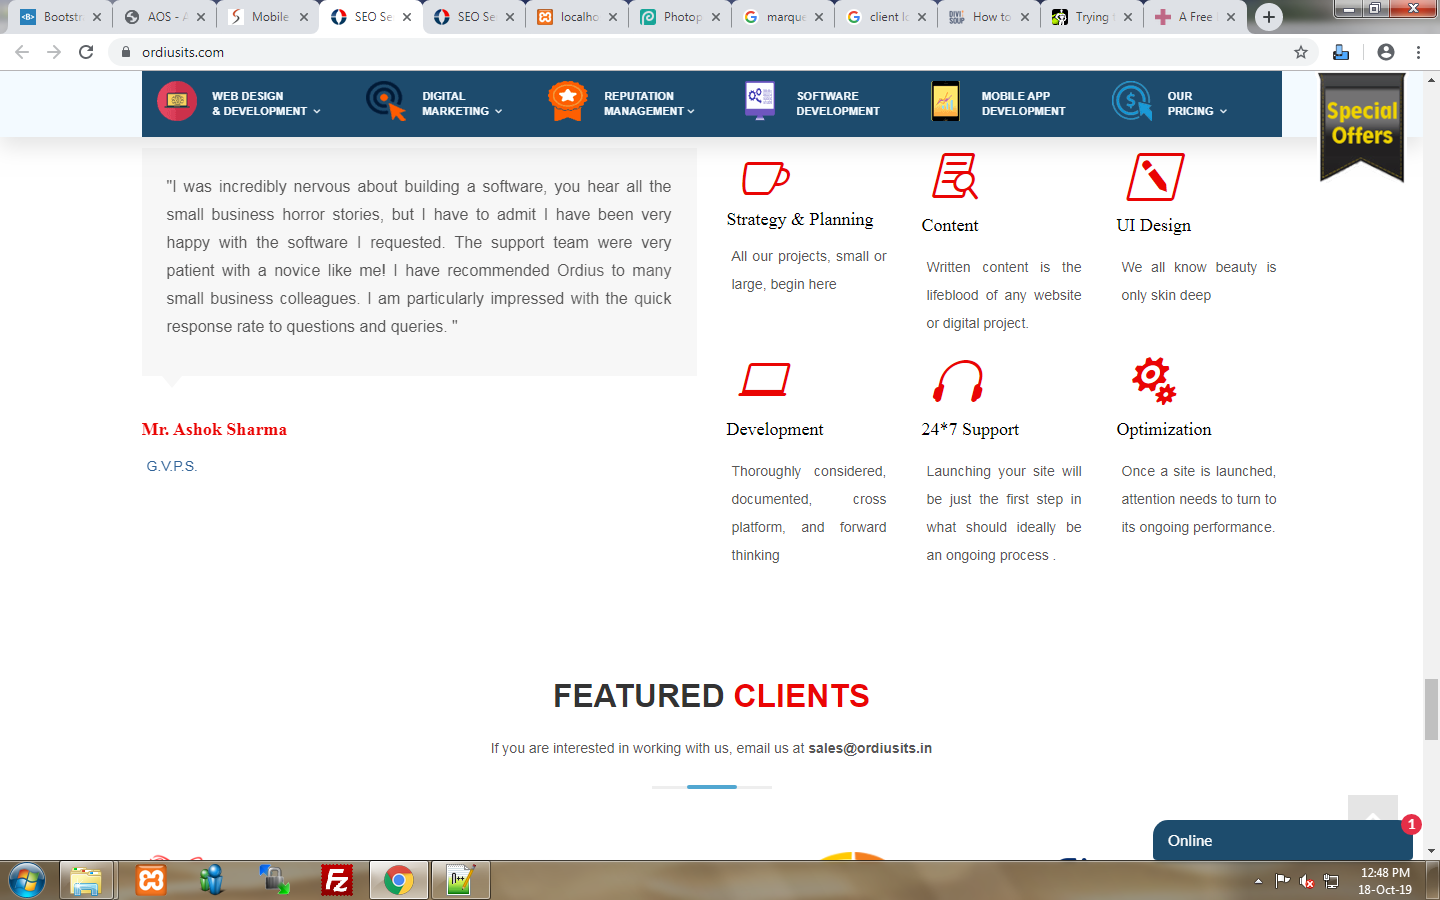 Bootstr
AOS - A
Mobile
SEO Se
SEO Se
localho
Photop
marque
client lo
How to
Trying
A Free
ordiusits.com
WEB DESIGN
& DEVELOPMENT
DIGITAL
MARKETING
REPUTATION
MANAGEMENT
SOFTWARE
DEVELOPMENT
MOBILE APP
DEVELOPMENT
OUR
PRICING
Special
Offers
"I was incredibly nervous about building a software, you hear all the
small business horror stories, but I have to admit I have been very
happy with the software I requested. The support team were very
patient with a novice like me! I have recommended Ordius to many
small business colleagues. I am particularly impressed with the quick
response rate to questions and queries. "
Mr. Ashok Sharma
G.V.P.S.
Strategy & Planning
All our projects, small or
large, begin here
Content
Written content is the
lifeblood of any website
or digital project.
UI Design
We all know beauty is
only skin deep
Development
Thoroughly considered,
documented, cross
platform, and forward
thinking
24*7 Support
Launching your site will
be just the first step in
what should ideally be
an ongoing process .
Optimization
Once a site is launched,
attention needs to turn to
its ongoing performance.
FEATURED CLIENTS
If you are interested in working with us, email us at sales@ordiusits.in
Online
1
12:48 PM
18-Oct-19